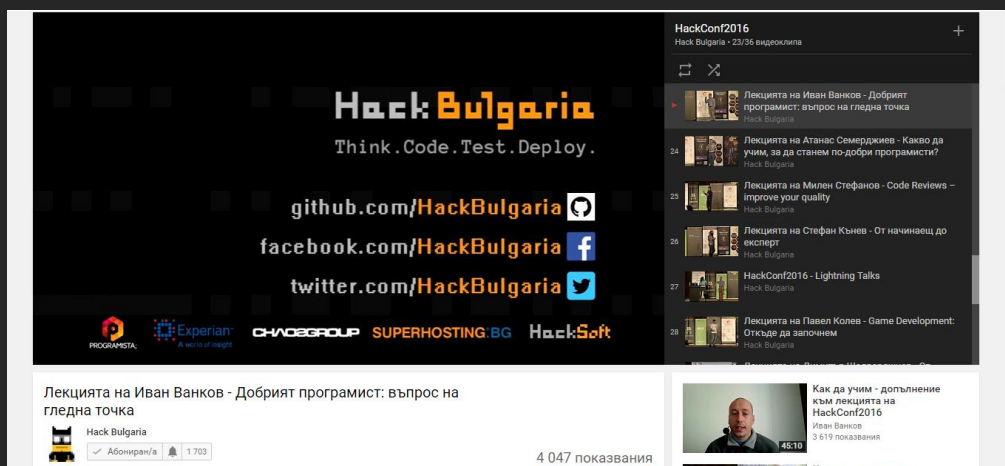 Hack Bulgaria
Think.Code.Test.Deploy.
github.com/HackBulgaria
facebook.com/HackBulgaria
twitter.com/HackBulgaria
PROGRAMISTA;
Experian
A world of insight
CHAOSGROUP
SUPERHOSTING.BG
HackSoft
HackConf2016
Hack Bulgaria • 23/36 видеоклипа
Лекцията на Иван Ванков - Добрият
програмист: въпрос на гледна точка
Hack Bulgaria
24
Лекцията на Атанас Семерджиев - Какво да
учим, за да станем по-добри програмисти?
Hack Bulgaria
25
Лекцията на Милен Стефанов - Code Reviews –
improve your quality
Hack Bulgaria
26
Лекцията на Стефан Кънев - От начинаещ до
експерт
Hack Bulgaria
27
HackConf2016 - Lightning Talks
Hack Bulgaria
28
Лекцията на Павел Колев - Game Development:
Откъде да започнем
Hack Bulgaria
Лекцията на Иван Ванков - Добрият програмист: въпрос на
гледна точка
Hack Bulgaria
Абониран/а
1 703
4 047 показвания
45:10
Как да учим - допълнение
към лекцията на
HackConf2016
Иван Ванков
3 619 показвания